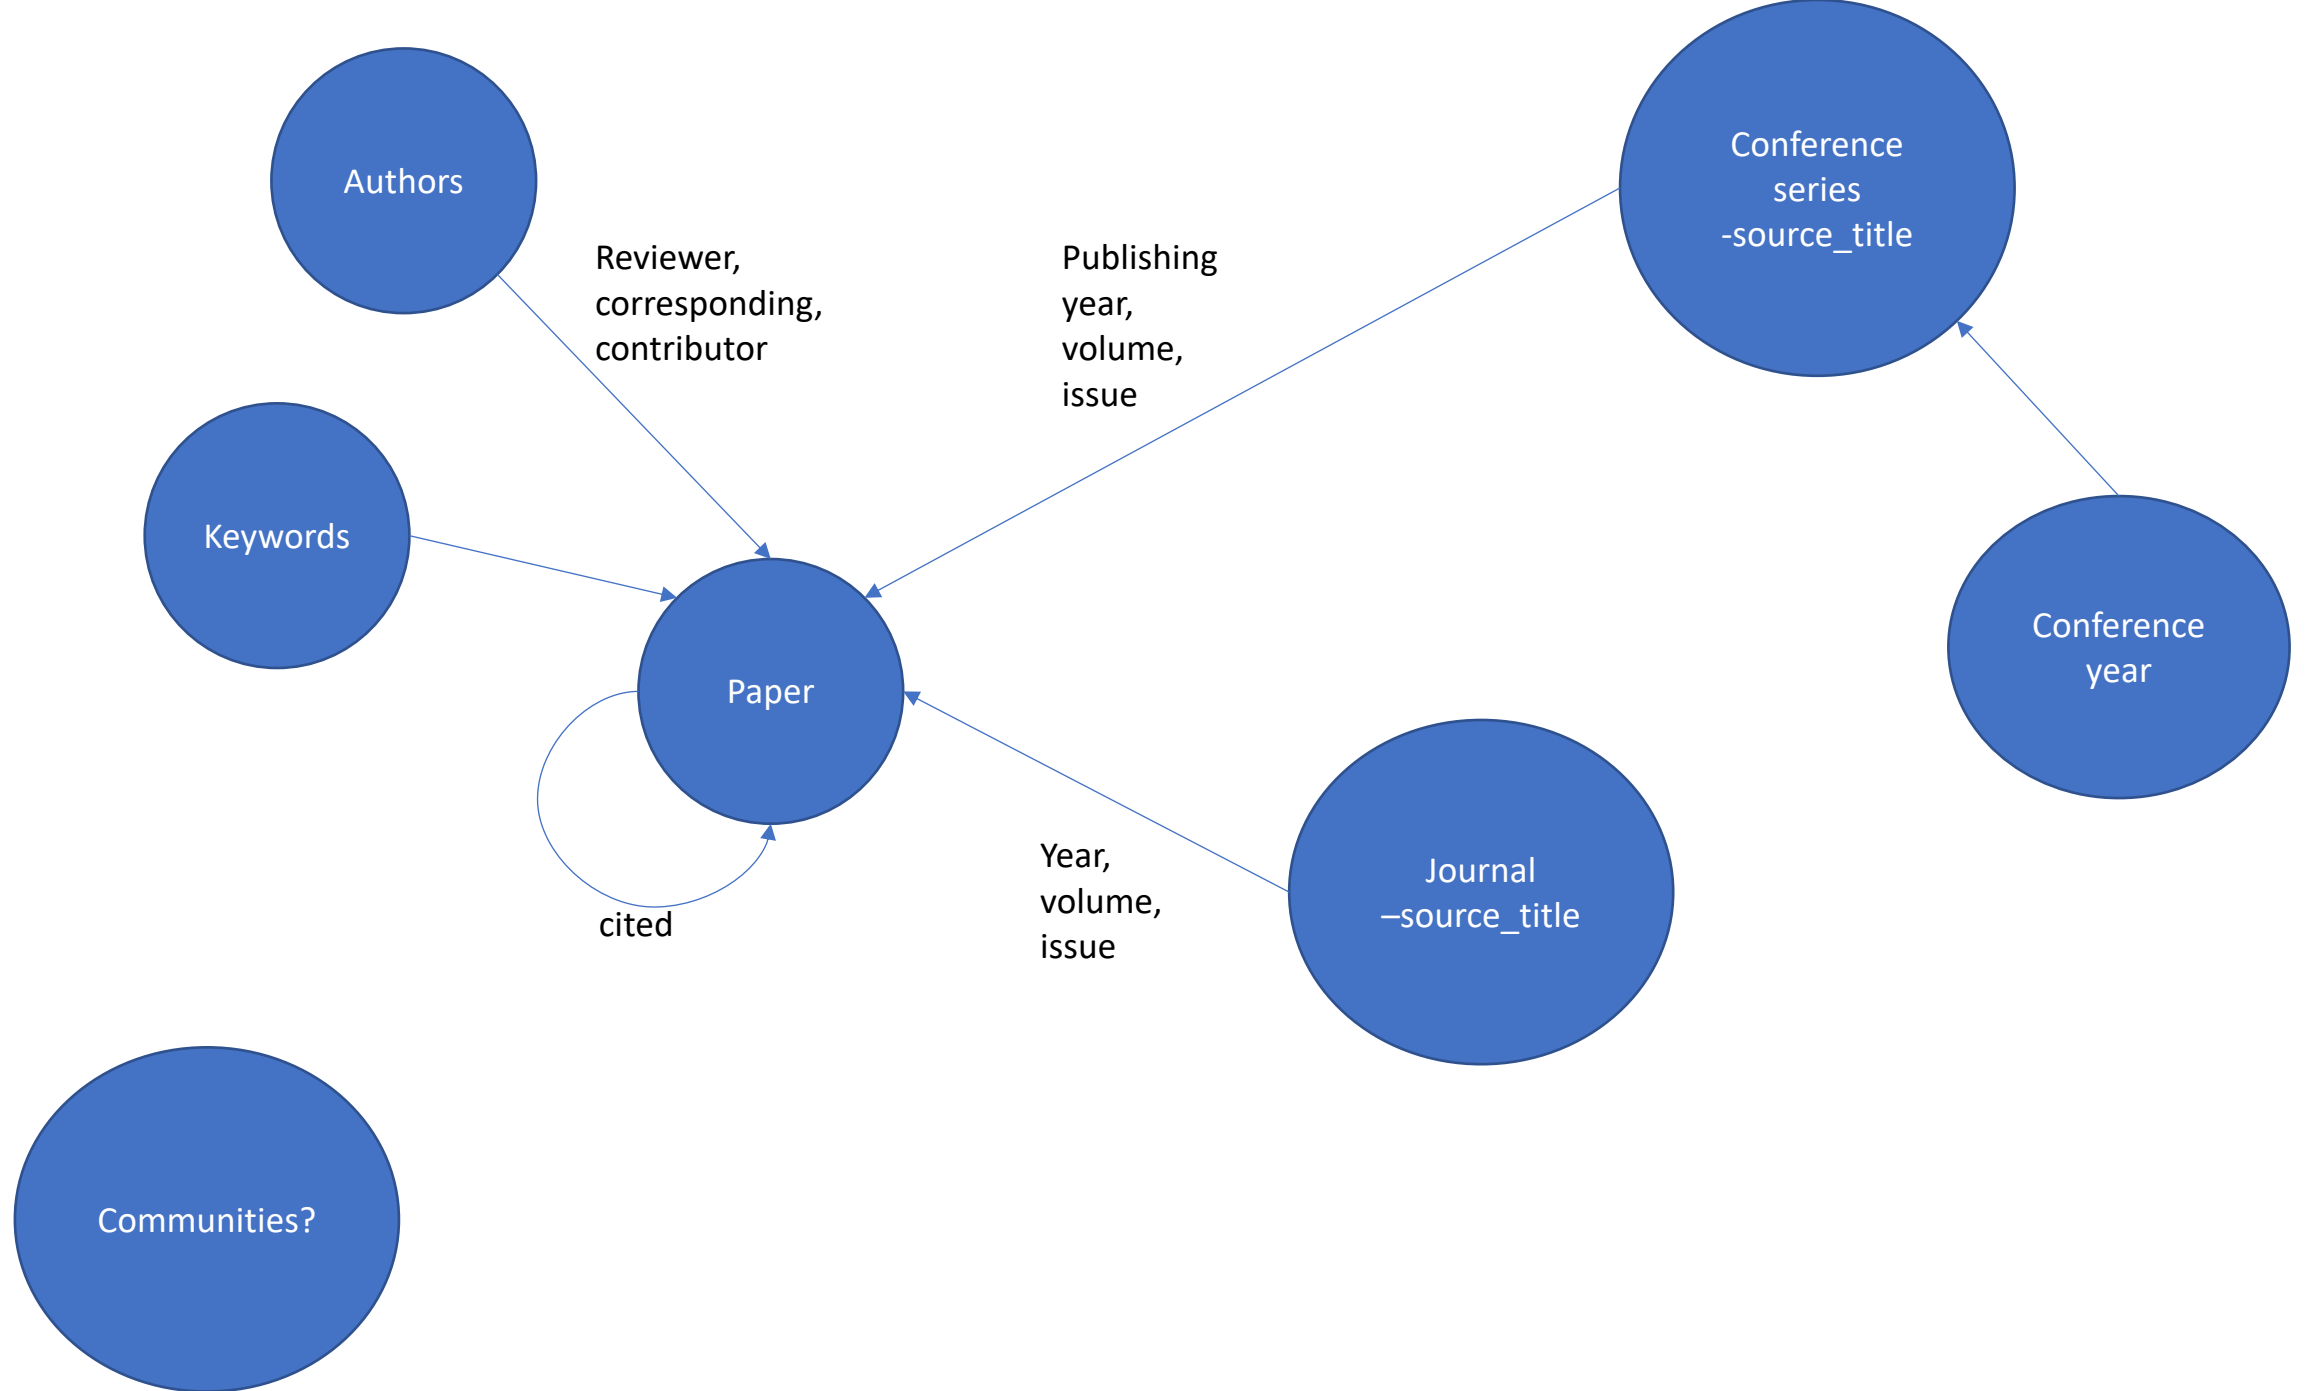 Authors
Reviewer,
corresponding,
contributor
Publishing
year,
volume,
issue
Conference
series
-source_title
Keywords
Paper
Conference
year
cited
Year,
volume,
issue
Journal
–source_title
Communities?